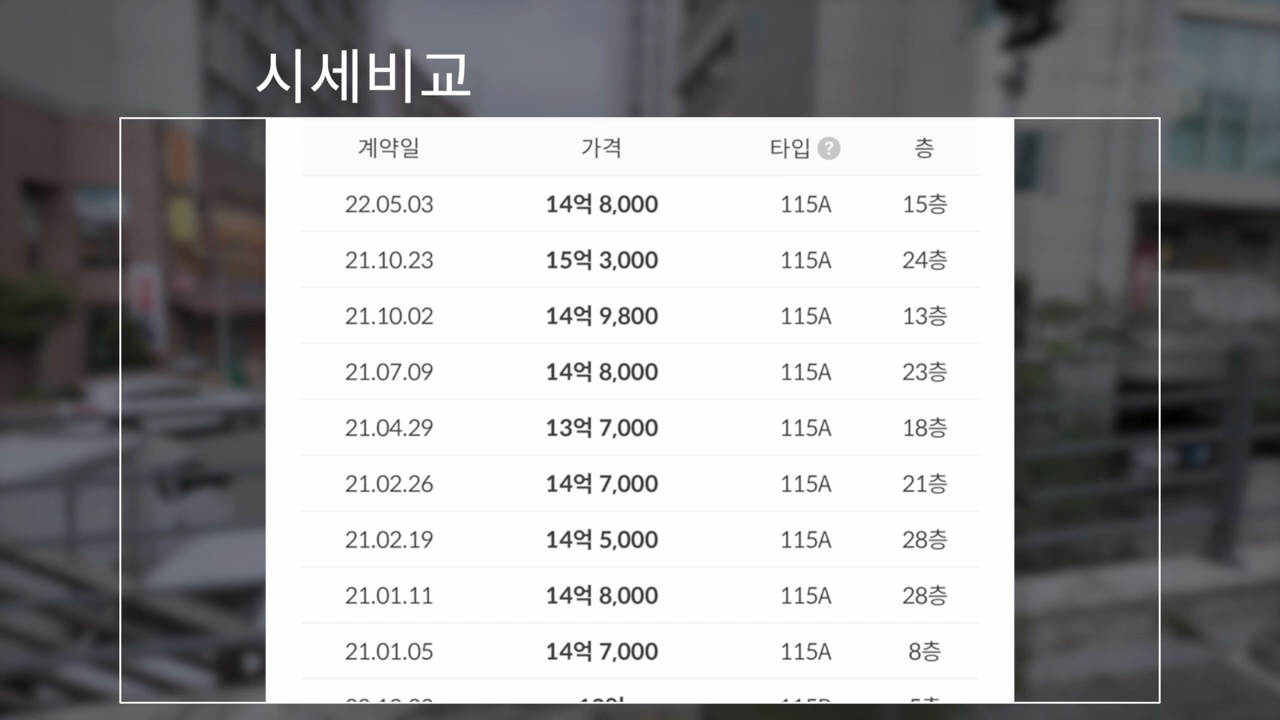 시세비교
계약일 가격 타입 ? 층
22.05.03 14억 8,000 115A 15층
21.10.23 15억 3,000 115A 24층
21.10.02 14억 9,800 115A 13층
21.07.09 14억 8,000 115A 23층
21.04.29 13억 7,000 115A 18층
21.02.26 14억 7,000 115A 21층
21.02.19 14억 5,000 115A 28층
21.01.11 14억 8,000 115A 28층
21.01.05 14억 7,000 115A 8층